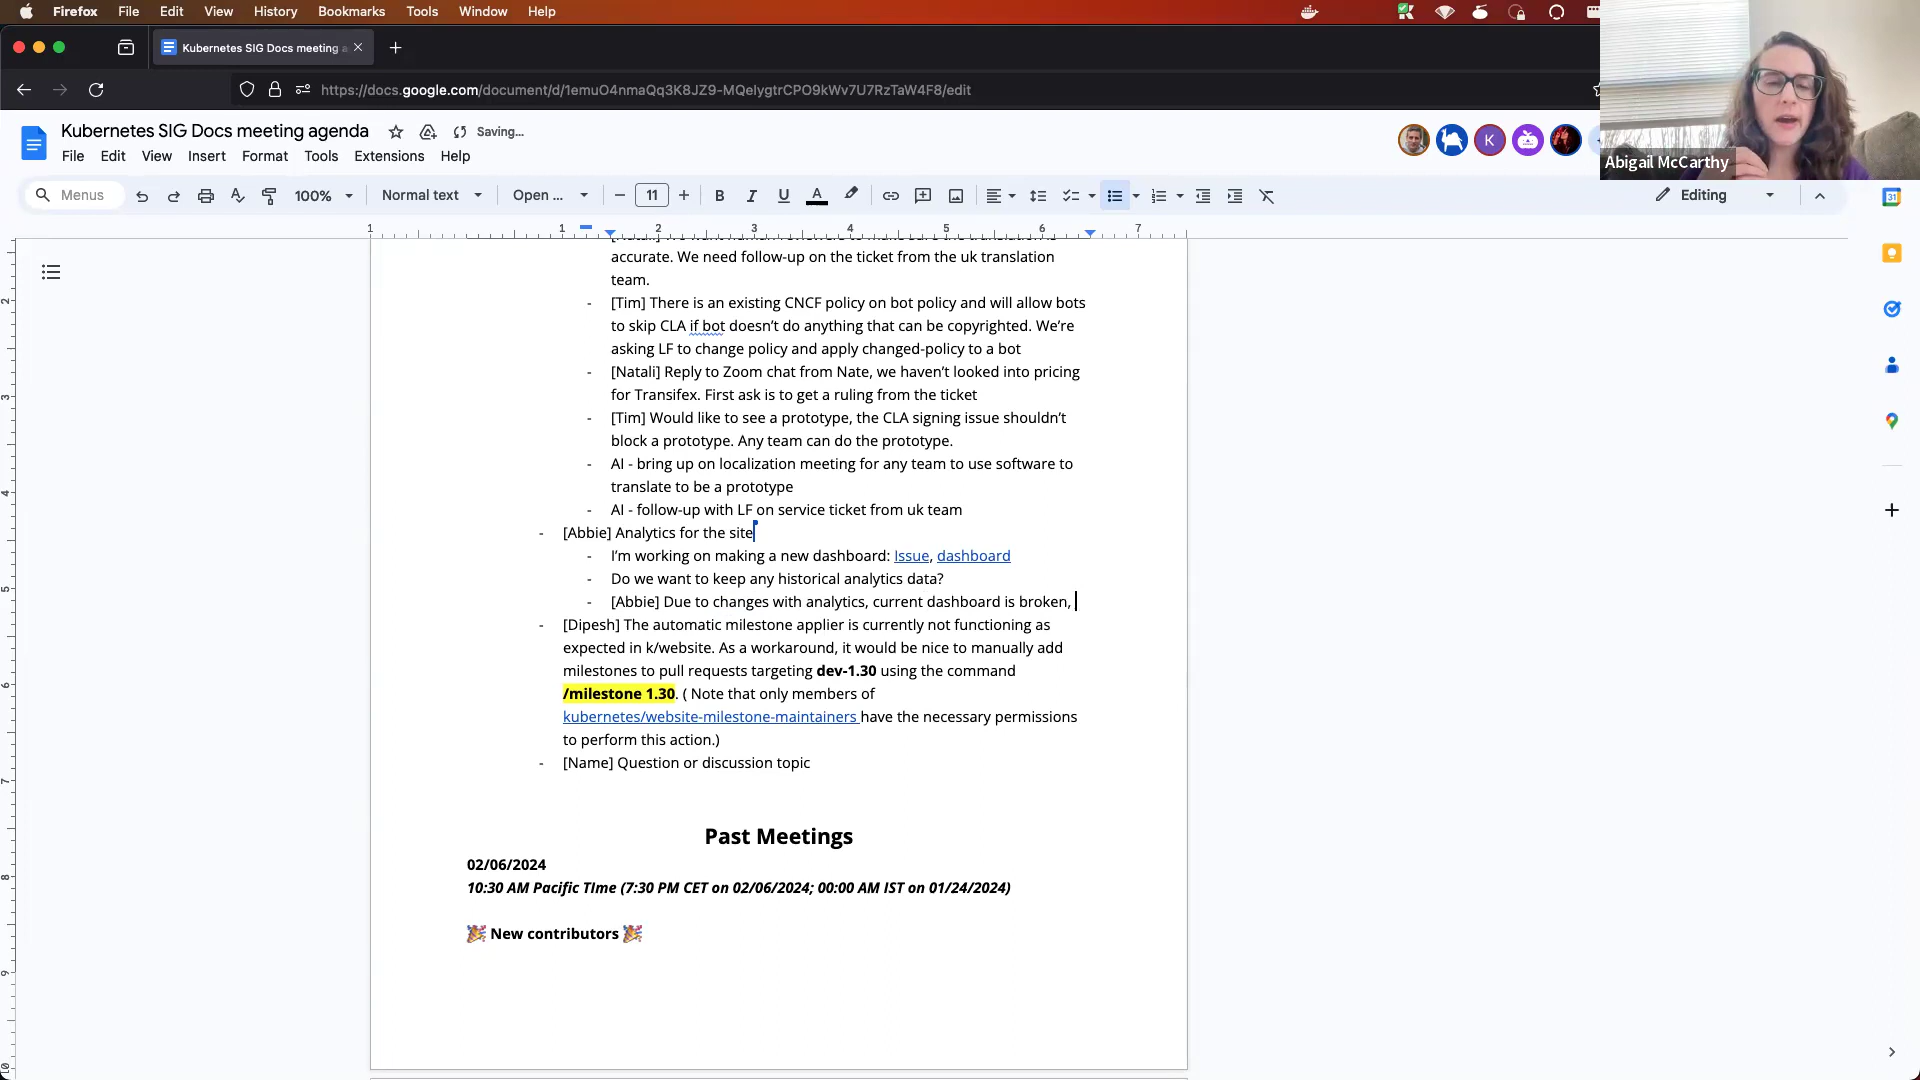 Firefox File Edit View History Bookmarks Tools Window Help
Kubernetes SIG Docs meeting a
https://docs.google.com/document/d/1emuO4nmaQq3K8JZ9-MQelygtrCPO9kWv7U7RzTaW4F8/edit
Kubernetes SIG Docs meeting agenda Saving...
K
File Edit View Insert Format Tools Extensions Help
Abigail McCarthy
Menus 100% Normal text Open ... 11 B I U A Editing
31
1 1 2 3 4 5 6 7
accurate. We need follow-up on the ticket from the uk translation
team.
- [Tim] There is an existing CNCF policy on bot policy and will allow bots
to skip CLA if bot doesn't do anything that can be copyrighted. We're
asking LF to change policy and apply changed-policy to a bot
- [Natali] Reply to Zoom chat from Nate, we haven't looked into pricing
for Transifex. First ask is to get a ruling from the ticket
- [Tim] Would like to see a prototype, the CLA signing issue shouldn't
block a prototype. Any team can do the prototype.
- AI - bring up on localization meeting for any team to use software to
translate to be a prototype
- AI - follow-up with LF on service ticket from uk team
- [Abbie] Analytics for the site
- I'm working on making a new dashboard: Issue, dashboard
- Do we want to keep any historical analytics data?
- [Abbie] Due to changes with analytics, current dashboard is broken,
- [Dipesh] The automatic milestone applier is currently not functioning as
expected in k/website. As a workaround, it would be nice to manually add
milestones to pull requests targeting dev-1.30 using the command
/milestone 1.30. ( Note that only members of
kubernetes/website-milestone-maintainers have the necessary permissions
to perform this action.)
- [Name] Question or discussion topic
Past Meetings
02/06/2024
10:30 AM Pacific TIme (7:30 PM CET on 02/06/2024; 00:00 AM IST on 01/24/2024)
🎉 New contributors 🎉